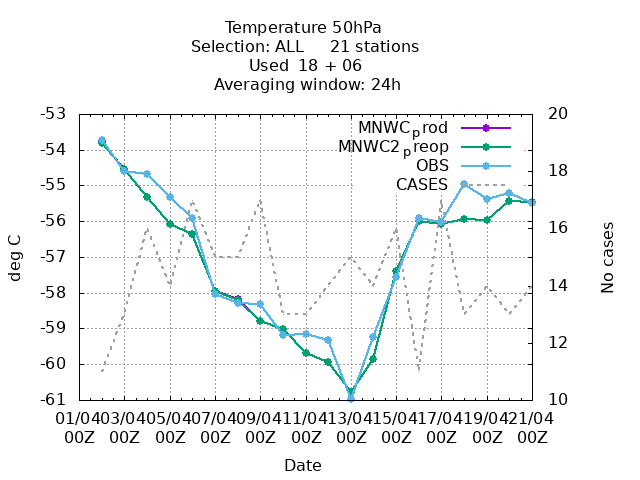 Temperature 50hPa
Selection: ALL 21 stations
Used 18 + 06
Averaging window: 24h
-53
-54
-55
-56
-57
-58
-59
-60
-61
deg C
20
18
16
14
12
10
No cases
MNWC_prod
MNWC2_preop
OBS
CASES
01/04 03/04 05/04 07/04 09/04 11/04 13/04 15/04 17/04 19/04 21/04
00Z 00Z 00Z 00Z 00Z 00Z 00Z 00Z 00Z 00Z 00Z
Date